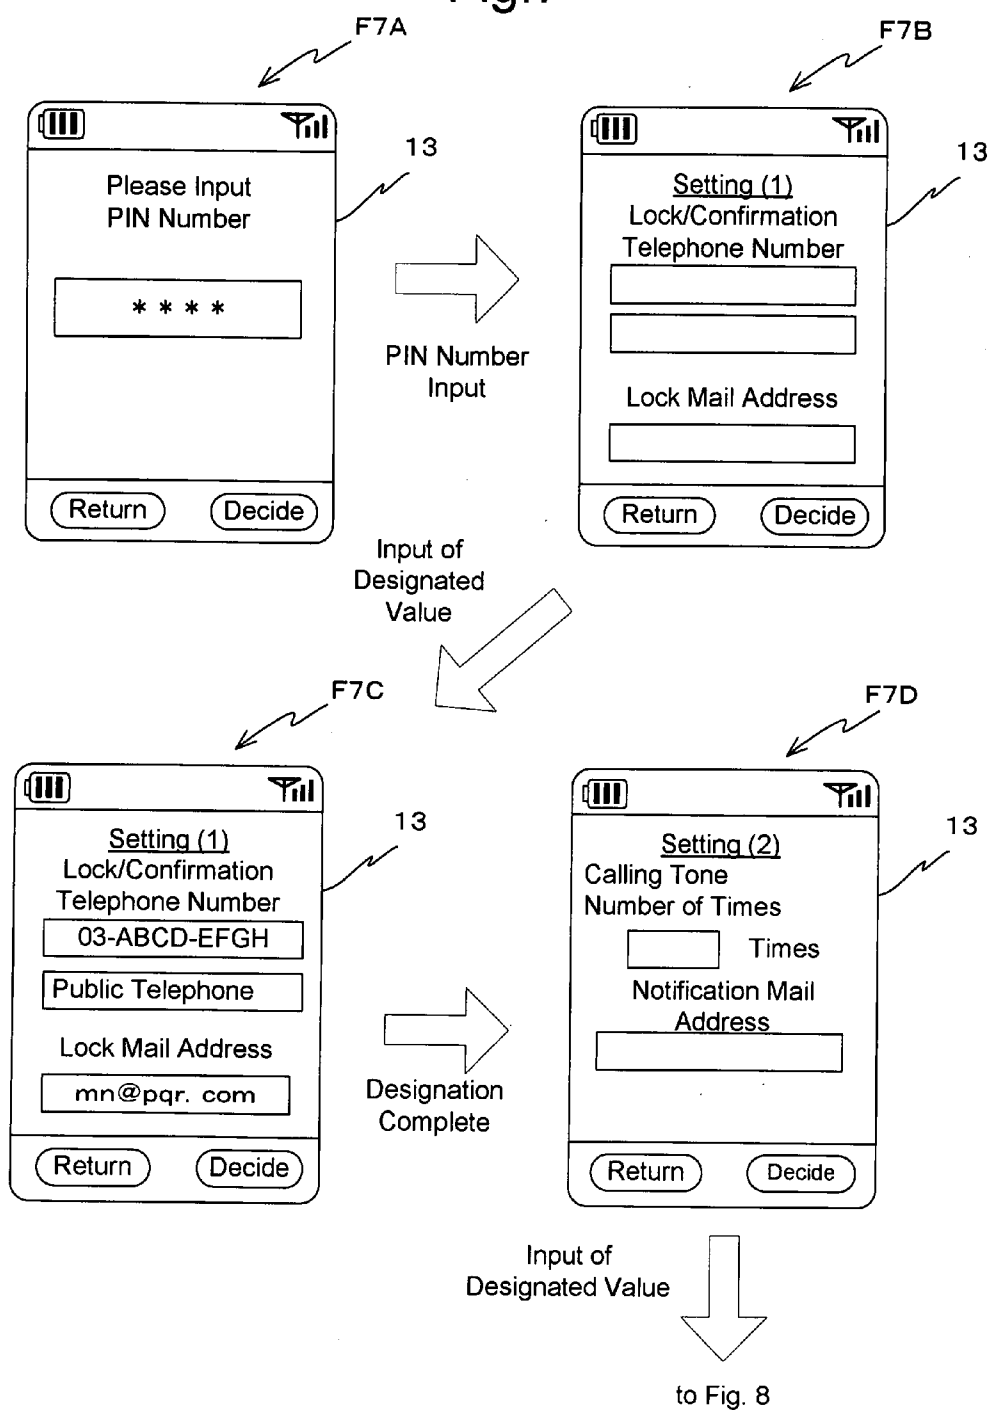 F7A
Please Input
PIN Number
* * * *
Return
Decide
13
PIN Number
Input
F7B
Setting (1)
Lock/Confirmation
Telephone Number
Lock Mail Address
Return
Decide
13
Input of
Designated
Value
F7C
Setting (1)
Lock/Confirmation
Telephone Number
03-ABCD-EFGH
Public Telephone
Lock Mail Address
mn@pqr. com
Return
Decide
13
Designation
Complete
F7D
Setting (2)
Calling Tone
Number of Times
Times
Notification Mail
Address
Return
Decide
13
Input of
Designated Value
to Fig. 8